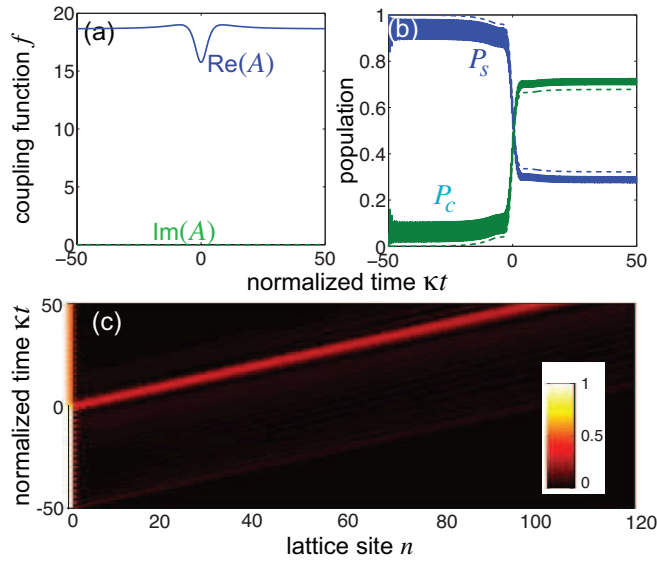 (a)
coupling function f
20
15
10
5
0
Re(A)
Im(A)
-50
0
50
(b)
population
1
0.8
0.6
0.4
0.2
0
Ps
Pc
-50
0
50
normalized time κt
(c)
normalized time κt
50
0
-50
1
0.5
0
0
20
40
60
80
100
120
lattice site n